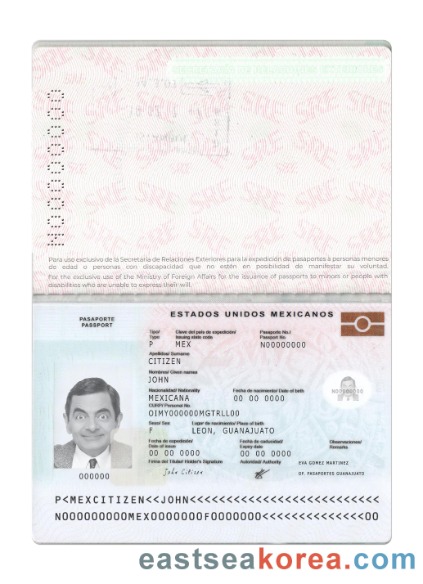 SRE
N00000000
Para uso exclusivo de la Secretaría de Relaciones Exteriores para la expedición de pasaportes a personas menores
de edad o personas con discapacidad que no estén en posibilidad de manifestar su voluntad.
For the exclusive use of the Ministry of Foreign Affairs for the issuance of passports to minors or people with
disabilities who are unable to express their will.
PASAPORTE
PASSPORT
ESTADOS UNIDOS MEXICANOS
Tipo/ Clave del país de expedición/ Pasaporte No./
Type Issuing state code Passport No.
P MEX N00000000
Apellidos/ Surname
CITIZEN
Nombres/ Given names
JOHN
Nacionalidad/ Nationality Fecha de nacimiento/ Date of birth
MEXICANA 00 00 0000
CURP/ Personal No.
OIMY000000MGTRLL00
Sexo/ Sex Lugar de nacimiento/ Place of birth
F LEON, GUANAJUATO
Fecha de expedición/ Fecha de caducidad/ Observaciones/
Date of issue Expiry date Remarks
00 00 0000 00 00 0000
Firma del Titular/ Holder's Signature Autoridad/ Authority EVA GOMEZ MARTINEZ
John Citizen OF. PASAPORTES GUANAJUATO
000000
P<MEXCITIZEN<<JOHN<<<<<<<<<<<<<<<<<<<<<<<<<<
N000000000MEX0000000F0000000<<<<<<<<<<<<<<00
eastseakorea.com